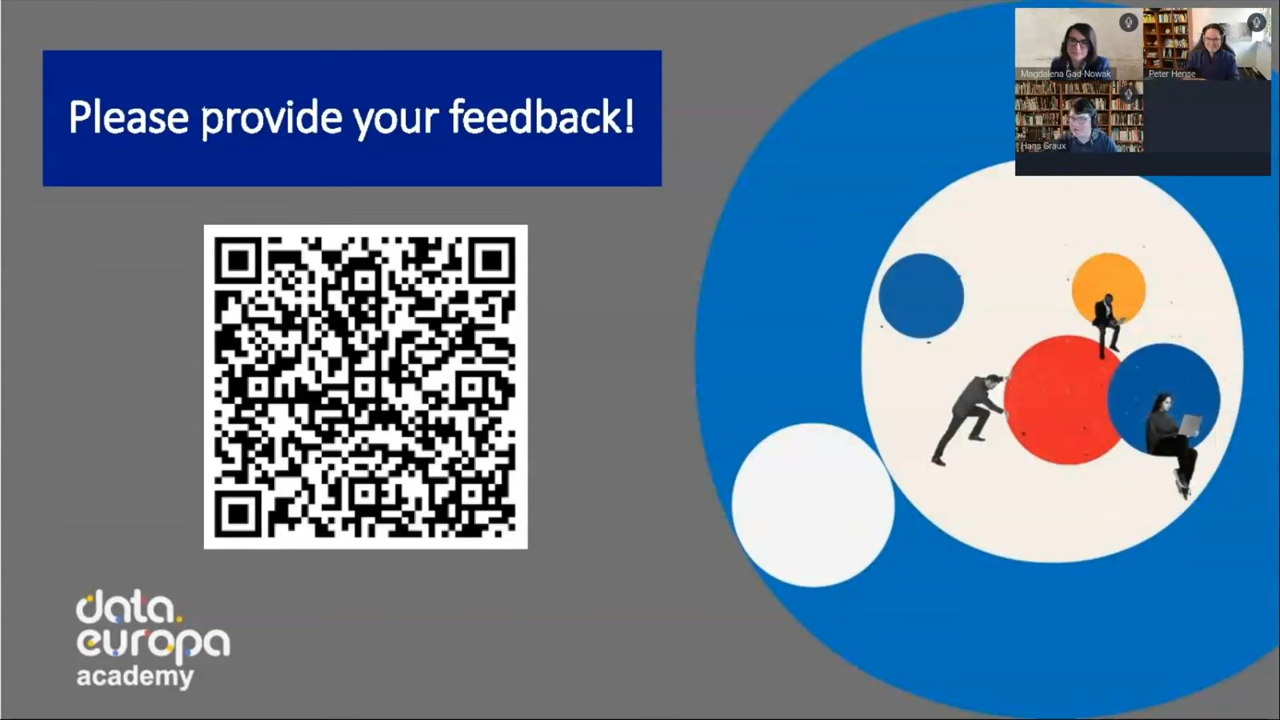 Please provide your feedback!
Magdalena Gad-Nowak
Peter Hense
Hans Graux
data.
europa
academy